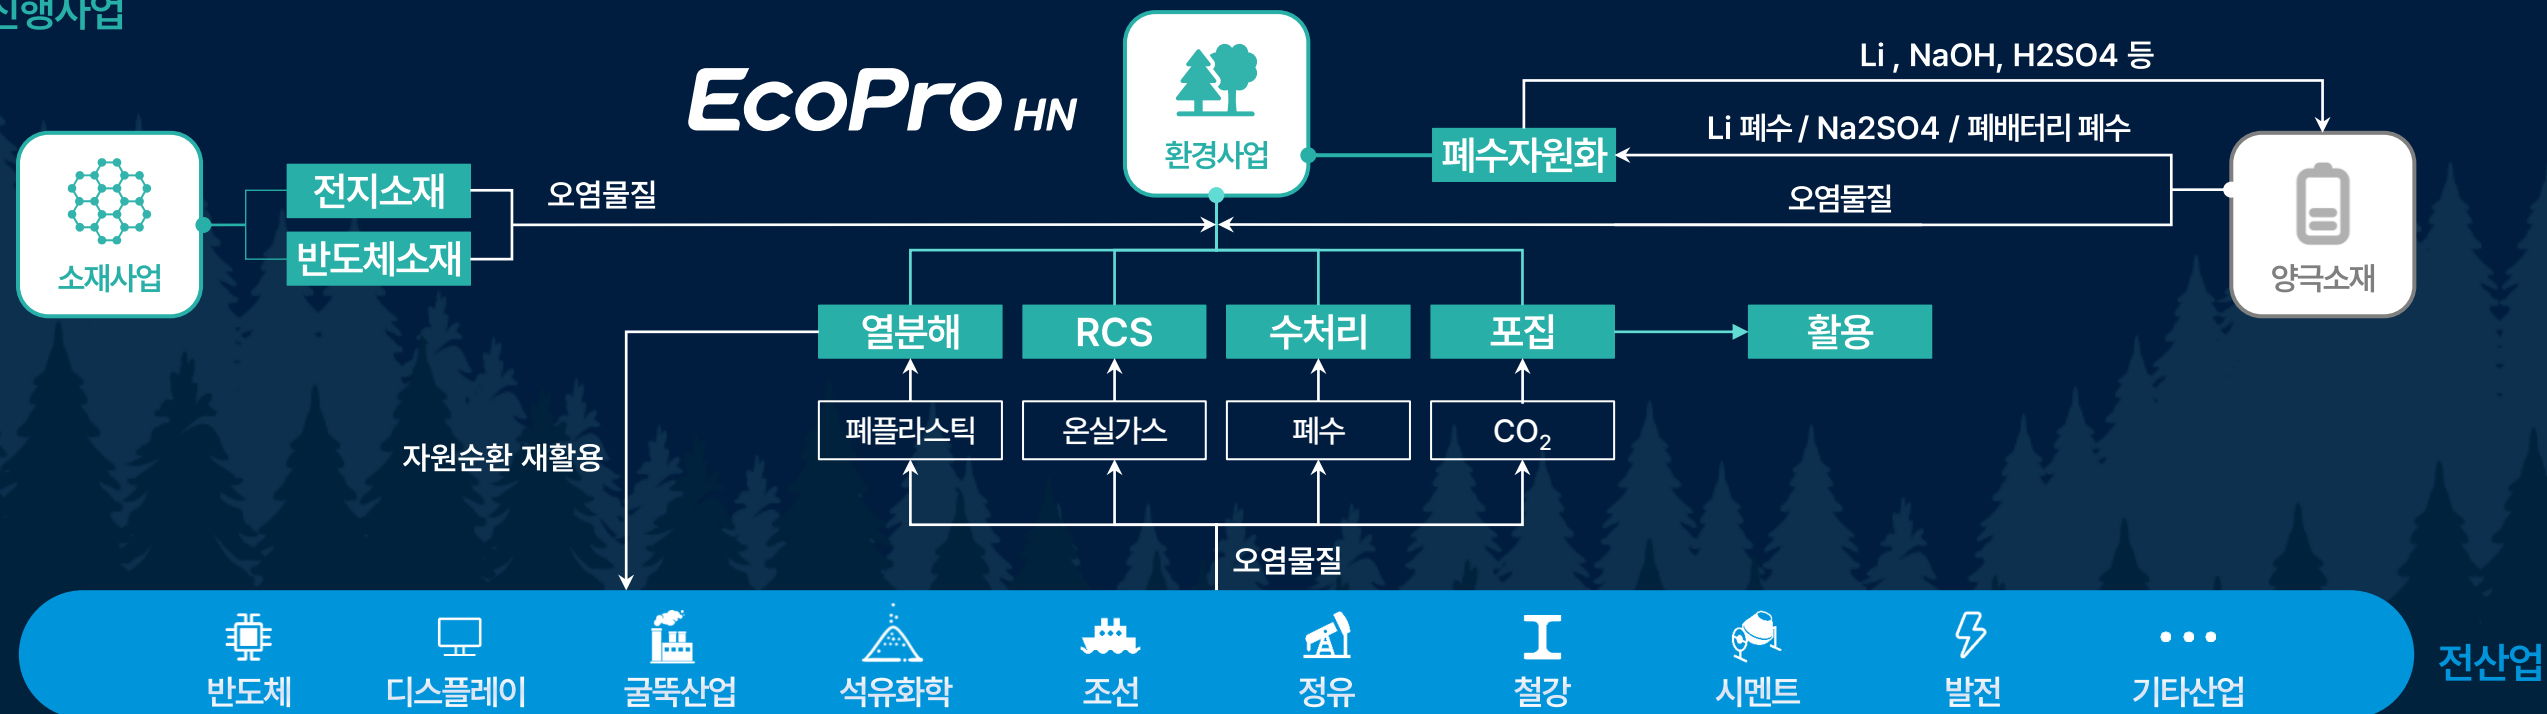 진행사업
EcoPro HN
환경사업
Li , NaOH, H2SO4 등
Li 폐수 / Na2SO4 / 폐배터리 폐수
폐수자원화
오염물질
양극소재
소재사업
전지소재
반도체소재
오염물질
열분해
RCS
수처리
포집
활용
폐플라스틱
온실가스
폐수
CO₂
자원순환 재활용
오염물질
반도체
디스플레이
굴뚝산업
석유화학
조선
정유
철강
시멘트
발전
기타산업
전산업